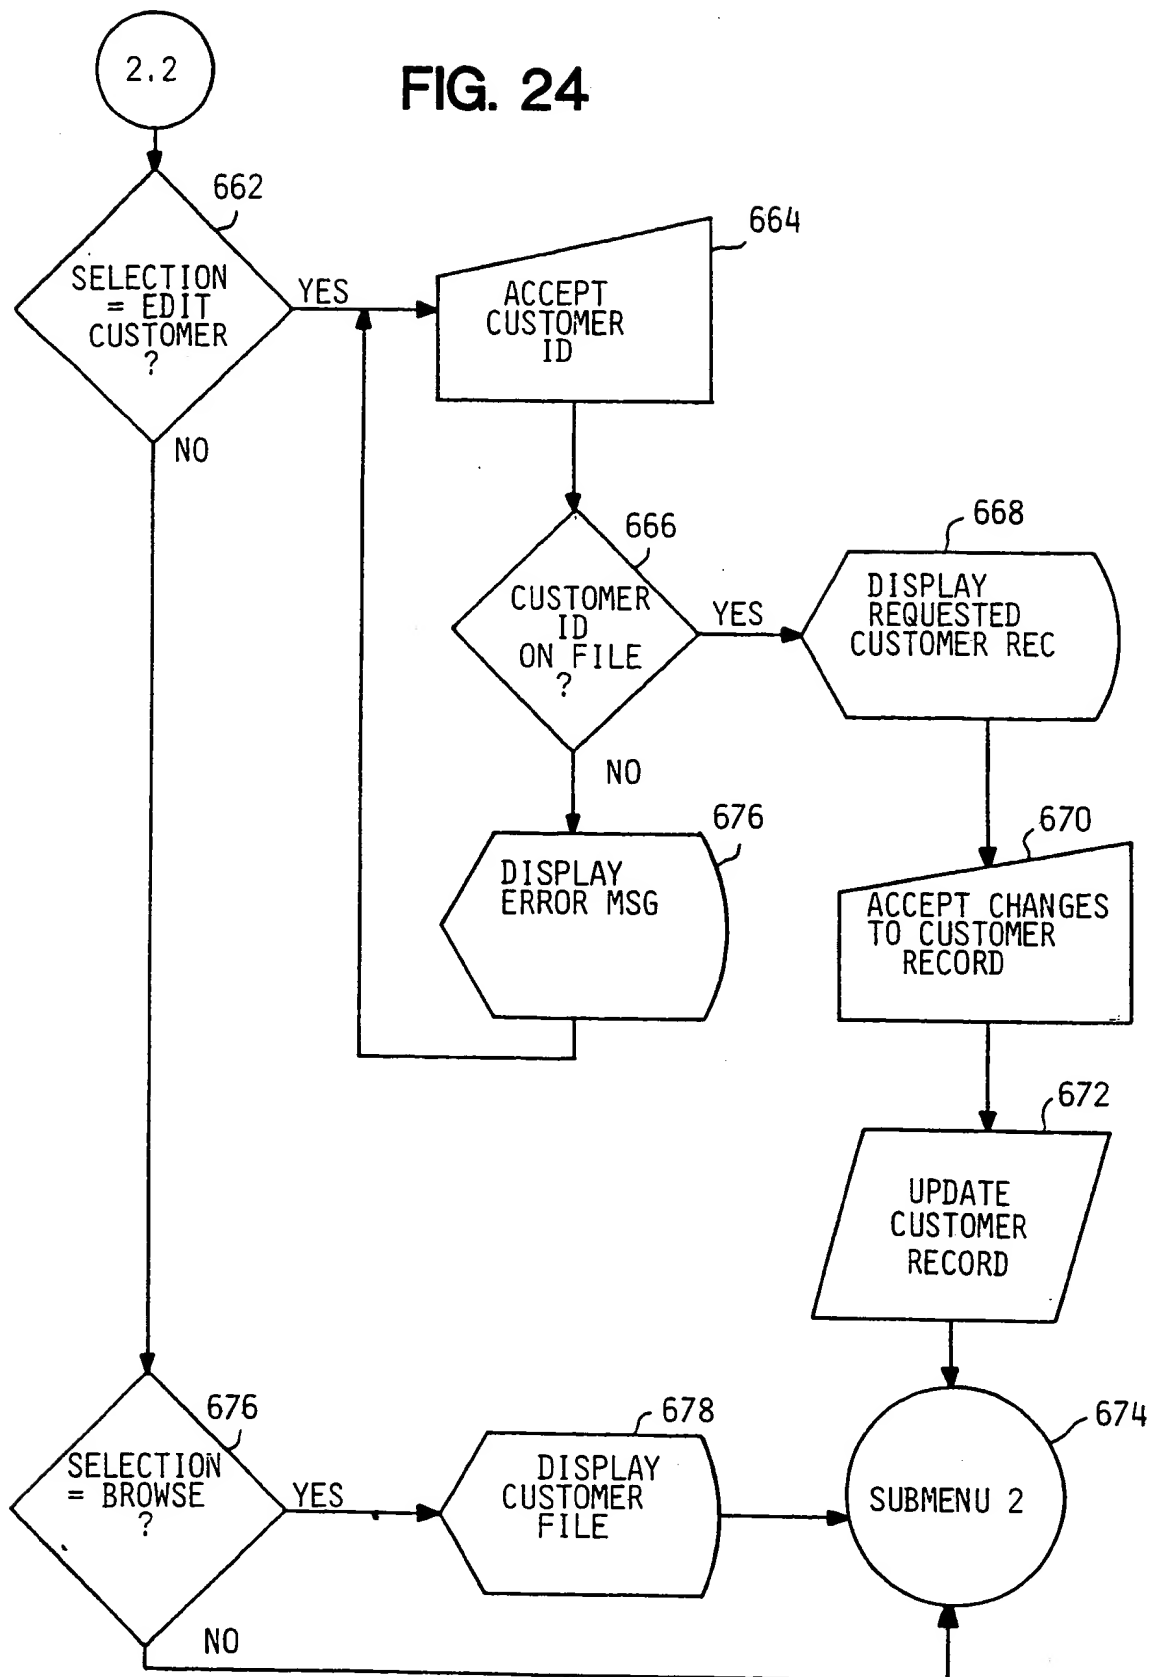 2.2
FIG. 24
662
SELECTION
= EDIT
CUSTOMER
?
YES
NO
664
ACCEPT
CUSTOMER
ID
666
CUSTOMER
ID
ON FILE
?
YES
NO
668
DISPLAY
REQUESTED
CUSTOMER REC
676
DISPLAY
ERROR MSG
670
ACCEPT CHANGES
TO CUSTOMER
RECORD
672
UPDATE
CUSTOMER
RECORD
676
SELECTION
= BROWSE
?
YES
NO
678
DISPLAY
CUSTOMER
FILE
674
SUBMENU 2